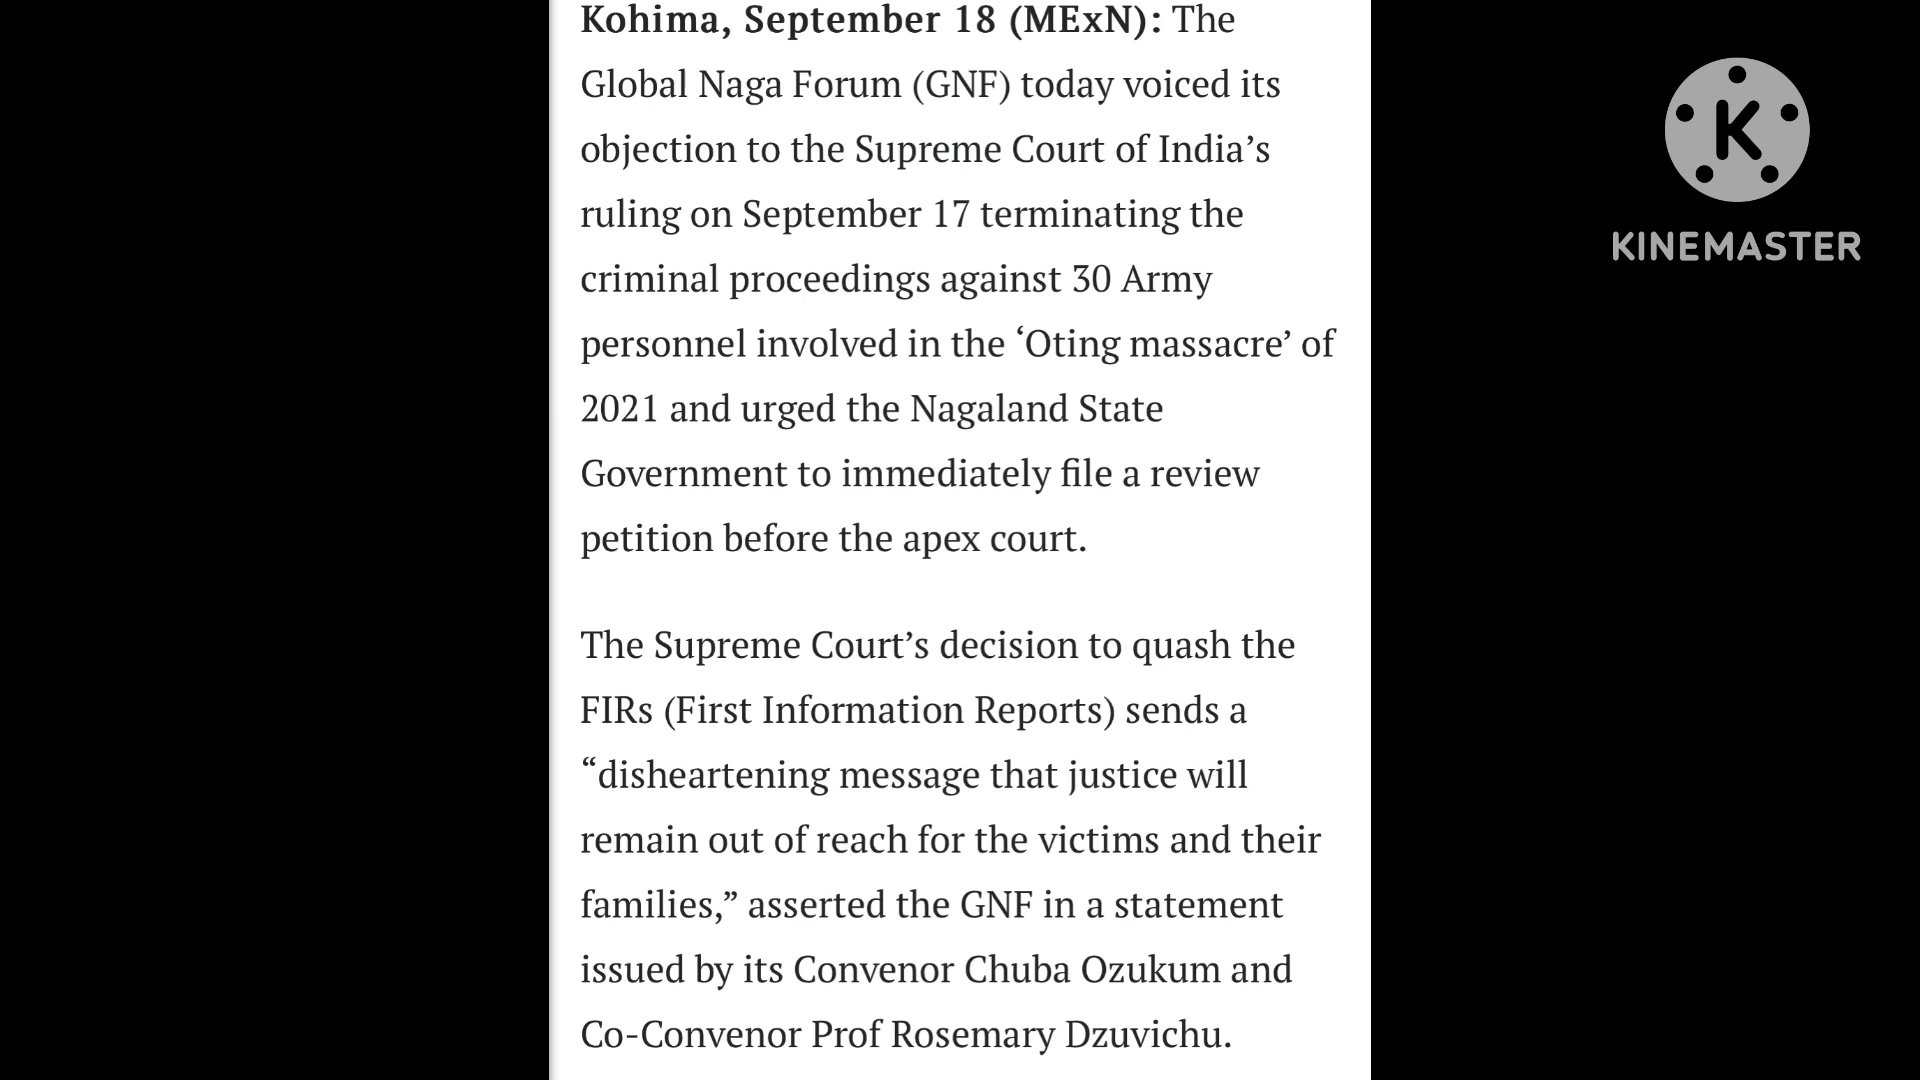 Kohima, September 18 (MExN): The
Global Naga Forum (GNF) today voiced its
objection to the Supreme Court of India’s
ruling on September 17 terminating the
criminal proceedings against 30 Army
personnel involved in the ‘Oting massacre’ of
2021 and urged the Nagaland State
Government to immediately file a review
petition before the apex court.
The Supreme Court’s decision to quash the
FIRs (First Information Reports) sends a
“disheartening message that justice will
remain out of reach for the victims and their
families,” asserted the GNF in a statement
issued by its Convenor Chuba Ozukum and
Co-Convenor Prof Rosemary Dzuvichu.
K
KINEMASTER